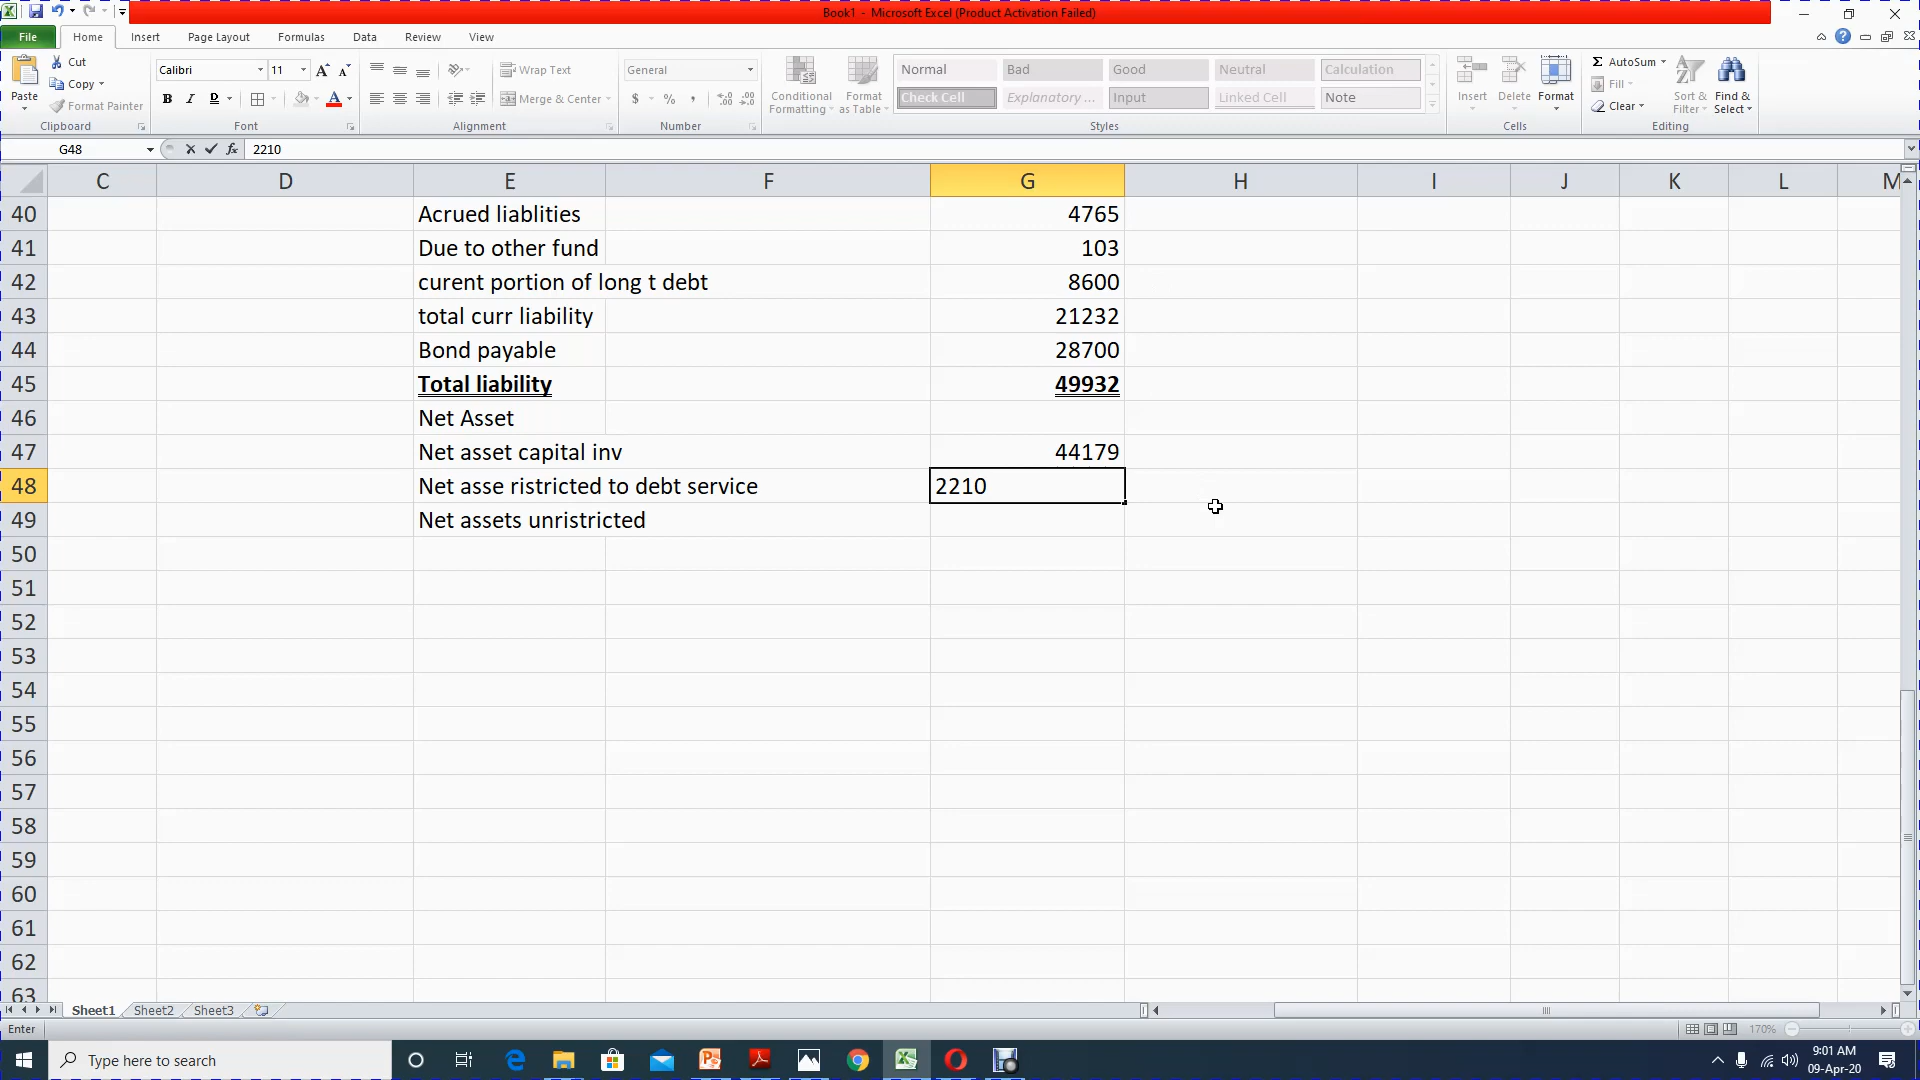 Book1 - Microsoft Excel (Product Activation Failed)
File Home Insert Page Layout Formulas Data Review View
Paste
Cut
Copy
Format Painter
Clipboard
Calibri 11
B I D
Font
Wrap Text
Merge & Center
Alignment
General
$ % ,
Number
Conditional Formatting
Format as Table
Normal Bad Good Neutral Calculation
Check Cell Explanatory ... Input Linked Cell Note
Styles
Insert Delete Format
Cells
Σ AutoSum
Fill
Clear
Sort & Filter
Find & Select
Editing
G48 fx 2210
C D E F G H I J K L M
40 Acrued liablities 4765
41 Due to other fund 103
42 curent portion of long t debt 8600
43 total curr liability 21232
44 Bond payable 28700
45 Total liability 49932
46 Net Asset
47 Net asset capital inv 44179
48 Net asse ristricted to debt service 2210
49 Net assets unristricted
50
51
52
53
54
55
56
57
58
59
60
61
62
63
Sheet1 Sheet2 Sheet3
Enter 170%
Type here to search
9:01 AM
09-Apr-20